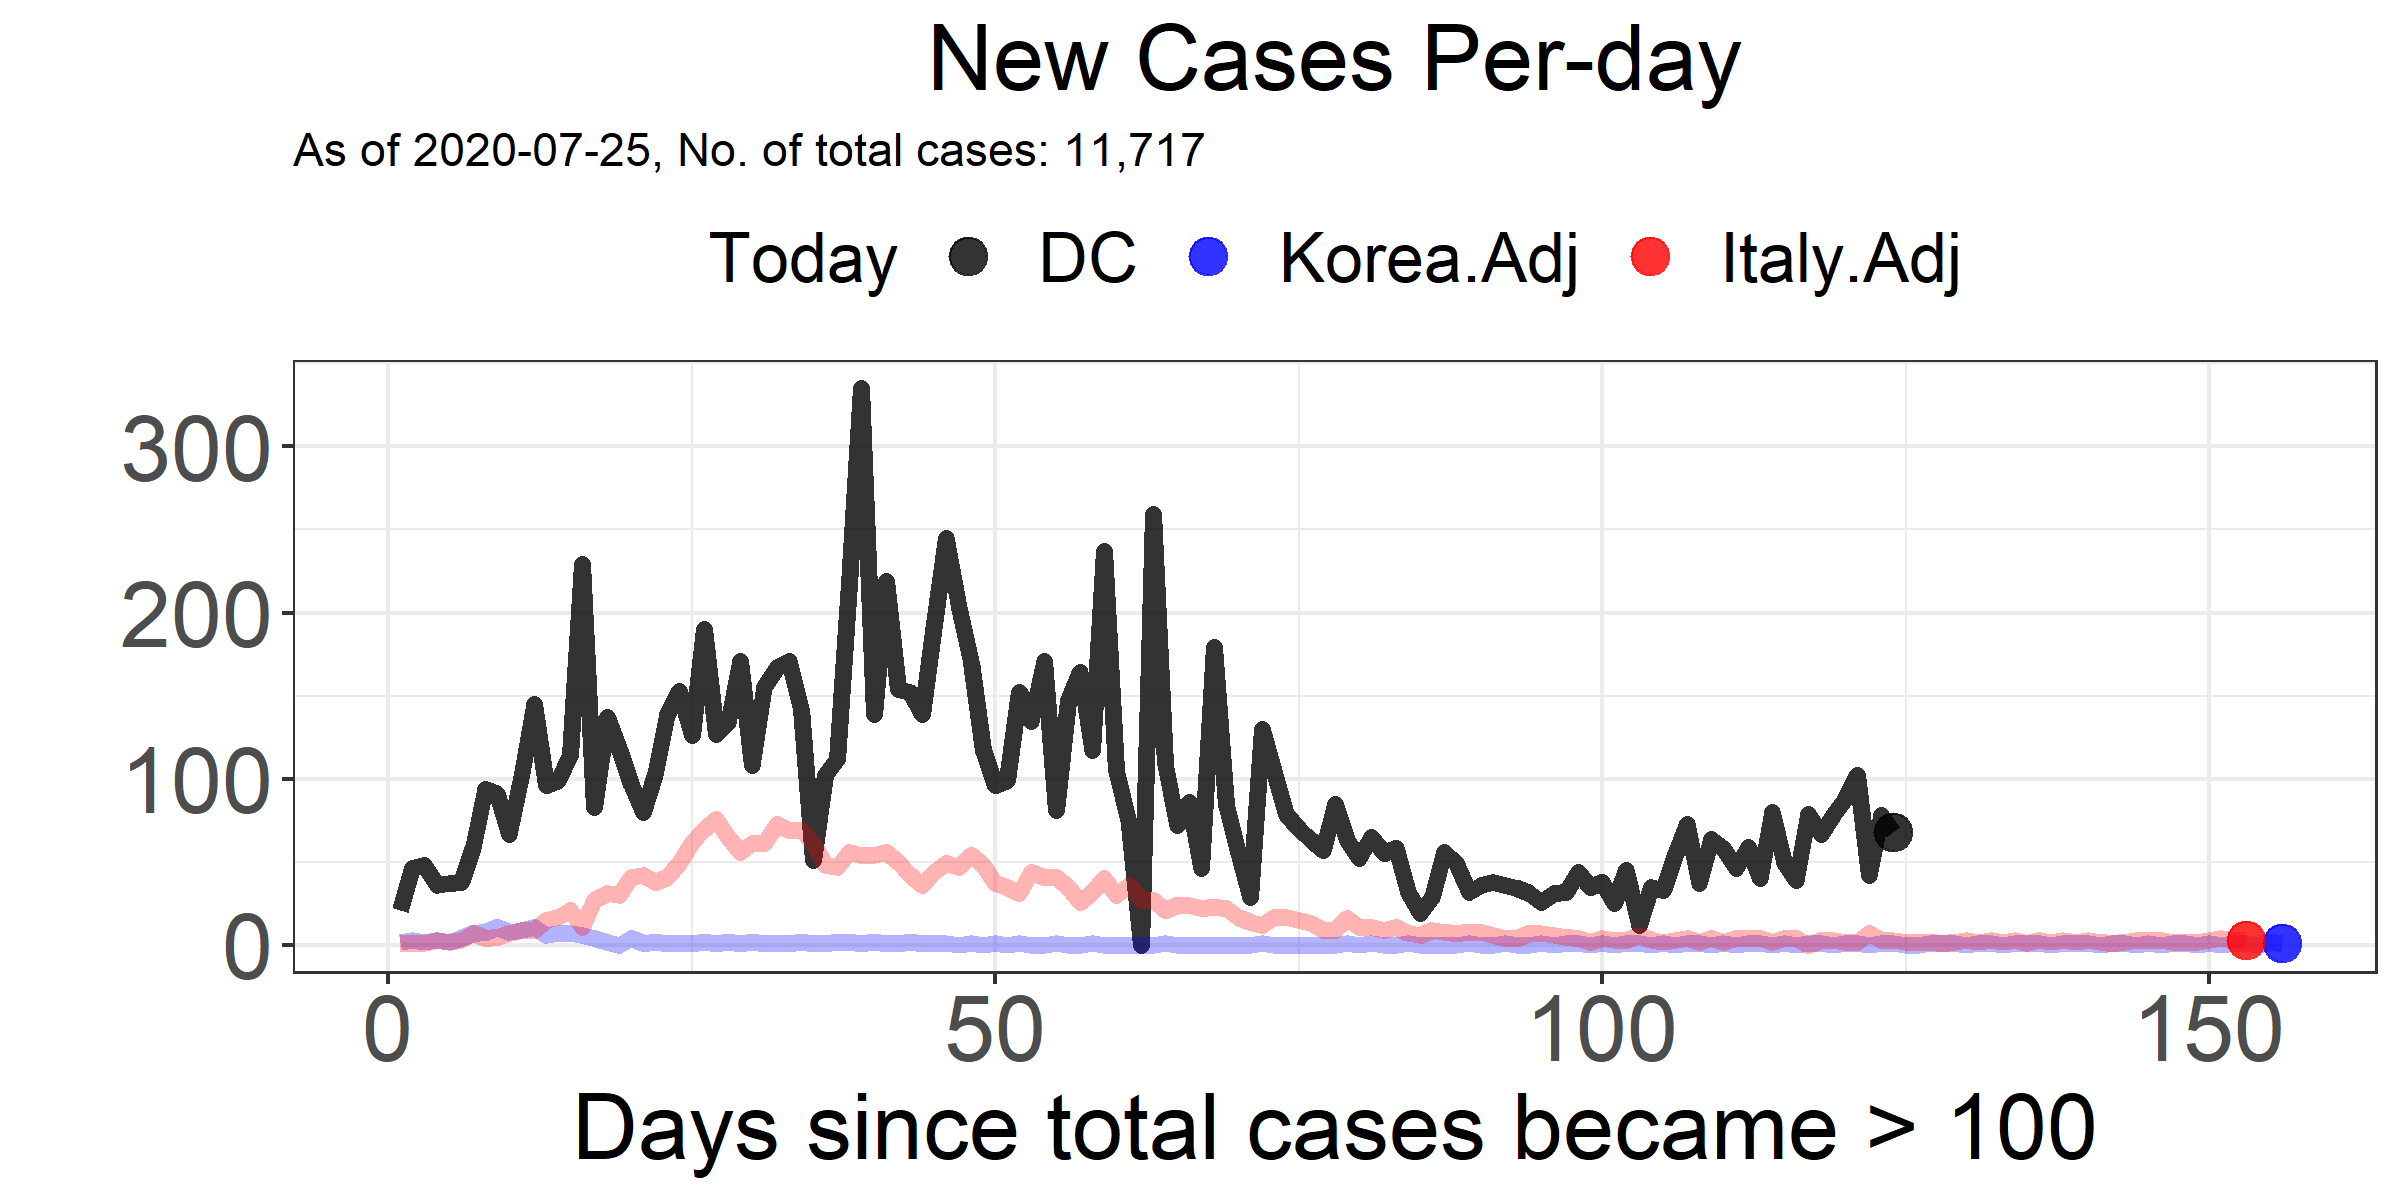 New Cases Per-day
As of 2020-07-25, No. of total cases: 11,717
Today DC Korea.Adj Italy.Adj
300
200
100
0
0 50 100 150
Days since total cases became > 100